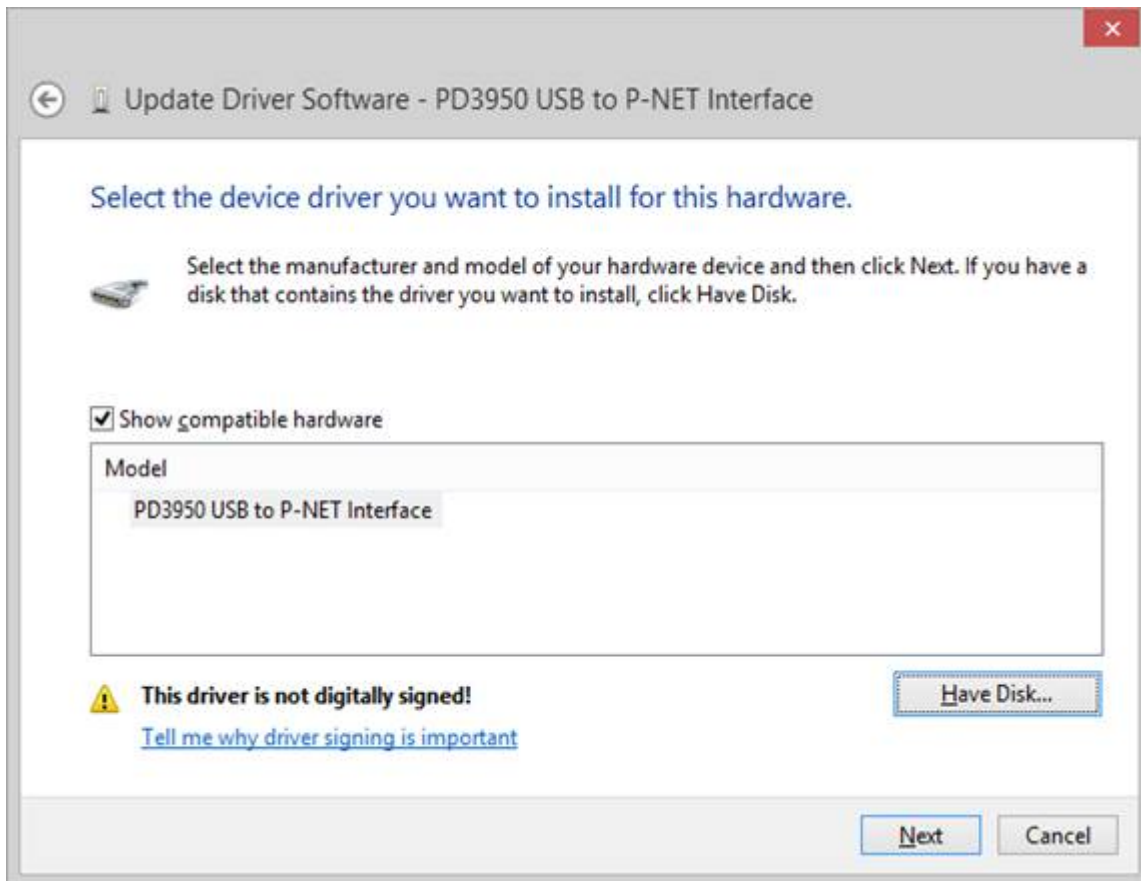 Update Driver Software - PD3950 USB to P-NET Interface
Select the device driver you want to install for this hardware.
Select the manufacturer and model of your hardware device and then click Next. If you have a
disk that contains the driver you want to install, click Have Disk.
Show compatible hardware
Model
PD3950 USB to P-NET Interface
This driver is not digitally signed!
Have Disk...
Tell me why driver signing is important
Next
Cancel